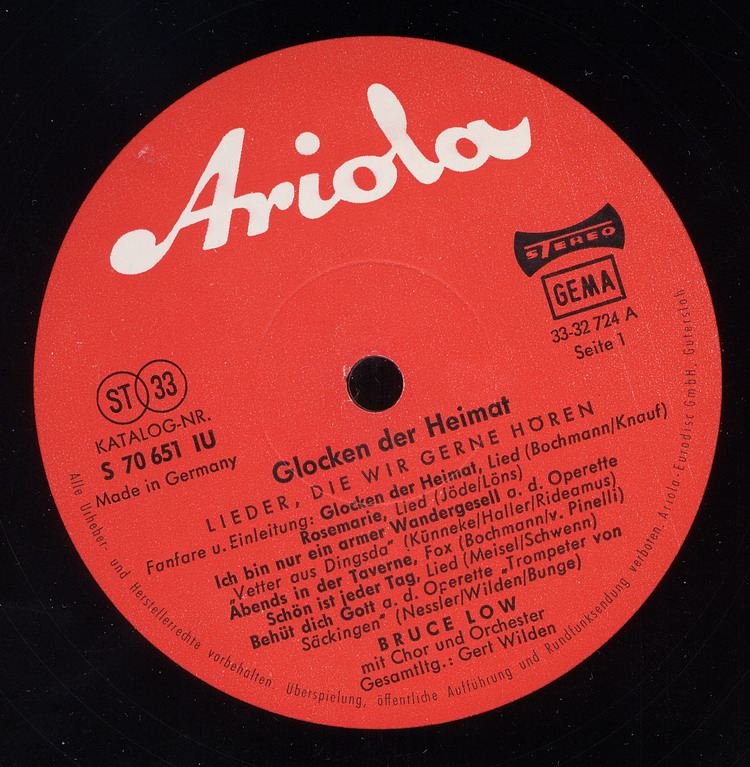 Ariola
STEREO
GEMA
33-32 724 A
Seite 1
ST 33
KATALOG-NR.
S 70 651 IU
Made in Germany
Glocken der Heimat
LIEDER, DIE WIR GERNE HÖREN
Fanfare u. Einleitung: Glocken der Heimat, Lied (Bochmann/Knauf)
Rosemarie, Lied (Jöde/Löns)
Ich bin nur ein armer Wandergesell a. d. Operette
"Vetter aus Dingsda" (Künneke/Haller/Rideamus)
Abends in der Taverne, Fox (Bochmann/v. Pinelli)
Schön ist jeder Tag, Lied (Meisel/Schwenn)
Behüt dich Gott a. d. Operette „Trompeter von
Säckingen" (Nessler/Wilden/Bunge)
BRUCE LOW
mit Chor und Orchester
Gesamtltg.: Gert Wilden
Alle Urheber- und Herstellerrechte vorbehalten. Überspielung, öffentliche Aufführung und Rundfunksendung verboten. Ariola-Eurodisc GmbH, Gütersloh